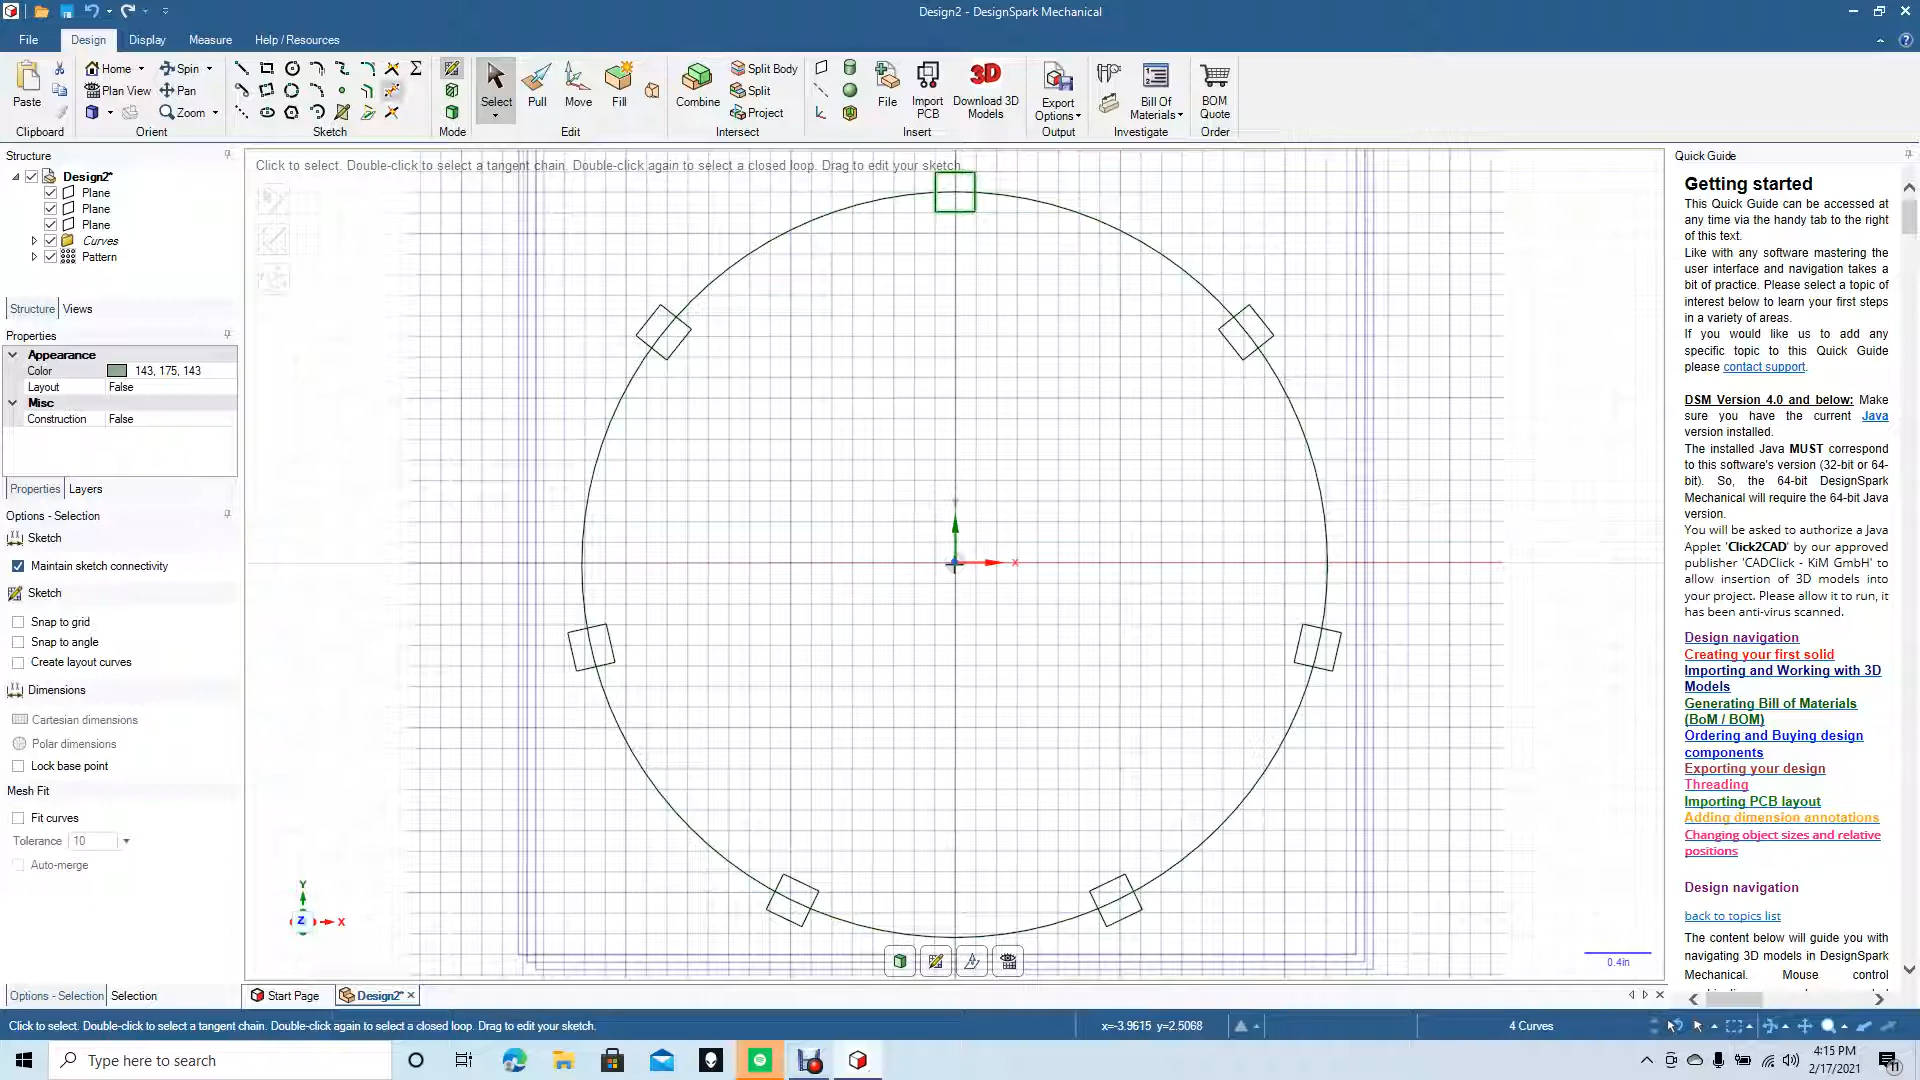 Design2 - DesignSpark Mechanical
File
Design
Display
Measure
Help / Resources
Paste
Clipboard
Home
Plan View
Orient
Spin
Pan
Zoom
Sketch
Mode
Select
Pull
Move
Fill
Edit
Combine
Split Body
Split
Project
Intersect
File
Import PCB
Download 3D Models
Insert
Export Options
Output
Bill Of Materials
Investigate
BOM Quote
Order
Structure
Design2*
Plane
Plane
Plane
Curves
Pattern
Structure
Views
Properties
Appearance
Color 143, 175, 143
Layout False
Misc
Construction False
Properties
Layers
Options - Selection
Sketch
Maintain sketch connectivity
Sketch
Snap to grid
Snap to angle
Create layout curves
Dimensions
Cartesian dimensions
Polar dimensions
Lock base point
Mesh Fit
Fit curves
Tolerance 10
Auto-merge
Options - Selection
Selection
Click to select. Double-click to select a tangent chain. Double-click again to select a closed loop. Drag to edit your sketch.
X
Y
Z
X
0.4in
Start Page
Design2*
Quick Guide
Getting started
This Quick Guide can be accessed at
any time via the handy tab to the right
of this text.
Like with any software mastering the
user interface and navigation takes a
bit of practice. Please select a topic of
interest below to learn your first steps
in a variety of areas.
If you would like us to add any
specific topic to this Quick Guide
please contact support.
DSM Version 4.0 and below: Make
sure you have the current Java
version installed.
The installed Java MUST correspond
to this software's version (32-bit or 64-
bit). So, the 64-bit DesignSpark
Mechanical will require the 64-bit Java
version.
You will be asked to authorize a Java
Applet 'Click2CAD' by our approved
publisher 'CADClick - KiM GmbH' to
allow insertion of 3D models into
your project. Please allow it to run, it
has been anti-virus scanned.
Design navigation
Creating your first solid
Importing and Working with 3D
Models
Generating Bill of Materials
(BoM / BOM)
Ordering and Buying design
components
Exporting your design
Threading
Importing PCB layout
Adding dimension annotations
Changing object sizes and relative
positions
Design navigation
back to topics list
The content below will guide you with
navigating 3D models in DesignSpark
Mechanical. Mouse control
Click to select. Double-click to select a tangent chain. Double-click again to select a closed loop. Drag to edit your sketch.
x=-3.9615 y=2.5068
4 Curves
Type here to search
4:15 PM
2/17/2021
11